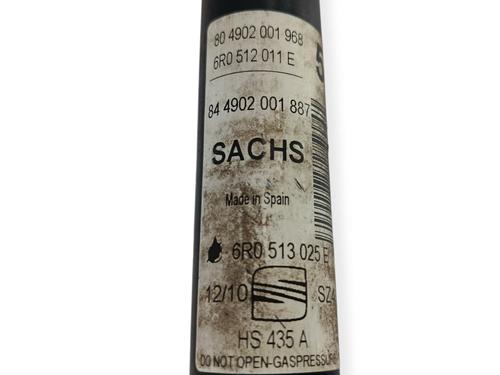 80 4902 001 968
6R0 512 011 E
5
84 4902 001 887
SACHS
Made in Spain
6R0 513 025 E
12/10
HS 435 A
DO NOT OPEN-GASPRESSURE